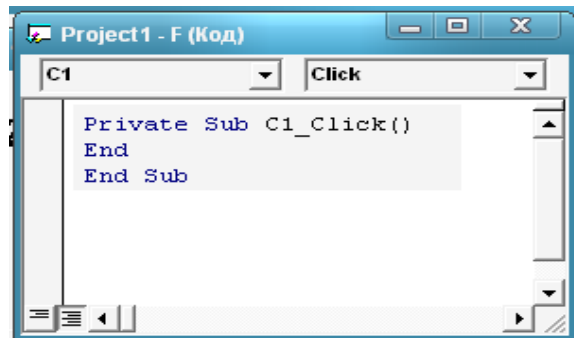 Project1 - F (Код)
C1 Click
Private Sub C1_Click()
End
End Sub